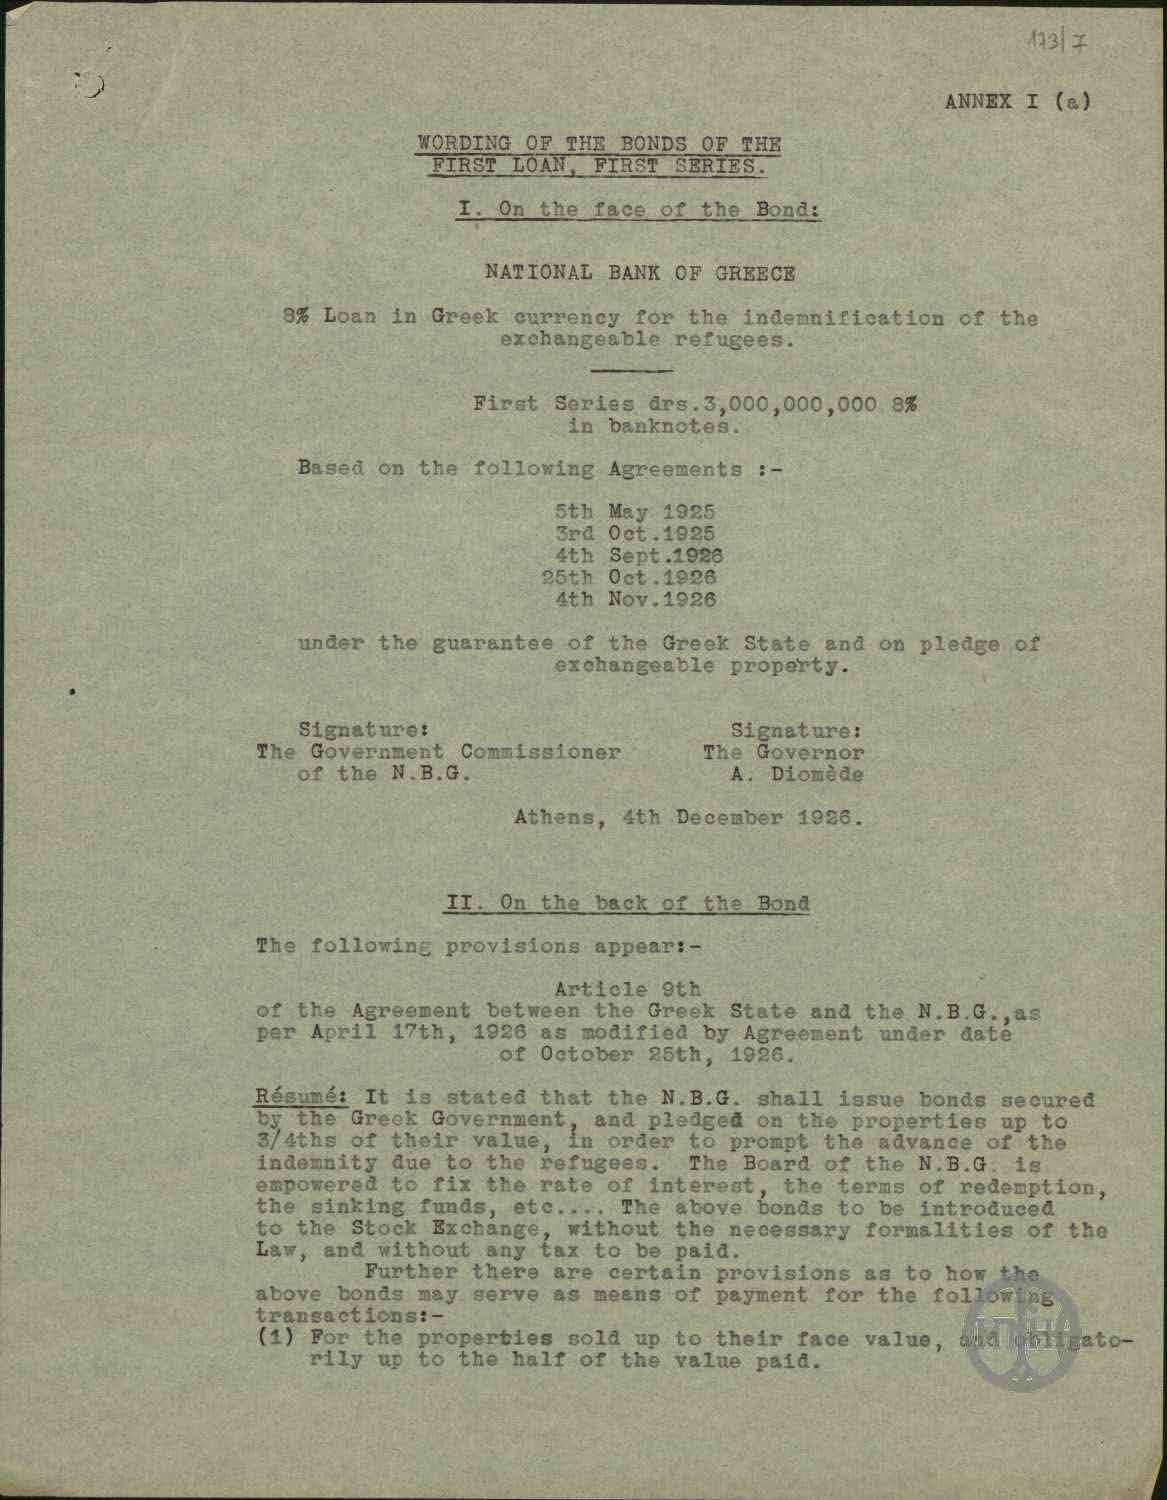 173/7
ANNEX I (a)
WORDING OF THE BONDS OF THE
FIRST LOAN, FIRST SERIES.
I. On the face of the Bond:
NATIONAL BANK OF GREECE
8% Loan in Greek currency for the indemnification of the
exchangeable refugees.
First Series drs.3,000,000,000 8%
in banknotes.
Based on the following Agreements :-
5th May 1925
3rd Oct.1925
4th Sept.1926
25th Oct.1926
4th Nov.1926
under the guarantee of the Greek State and on pledge of
exchangeable property.
Signature: Signature:
The Government Commissioner The Governor
of the N.B.G. A. Diomède
Athens, 4th December 1926.
II. On the back of the Bond
The following provisions appear:-
Article 9th
of the Agreement between the Greek State and the N.B.G.,as
per April 17th, 1926 as modified by Agreement under date
of October 25th, 1926.
Résumé: It is stated that the N.B.G. shall issue bonds secured
by the Greek Government, and pledged on the properties up to
3/4ths of their value, in order to prompt the advance of the
indemnity due to the refugees. The Board of the N.B.G. is
empowered to fix the rate of interest, the terms of redemption,
the sinking funds, etc.... The above bonds to be introduced
to the Stock Exchange, without the necessary formalities of the
Law, and without any tax to be paid.
Further there are certain provisions as to how the
above bonds may serve as means of payment for the following
transactions:-
(1) For the properties sold up to their face value, and obligato-
rily up to the half of the value paid.